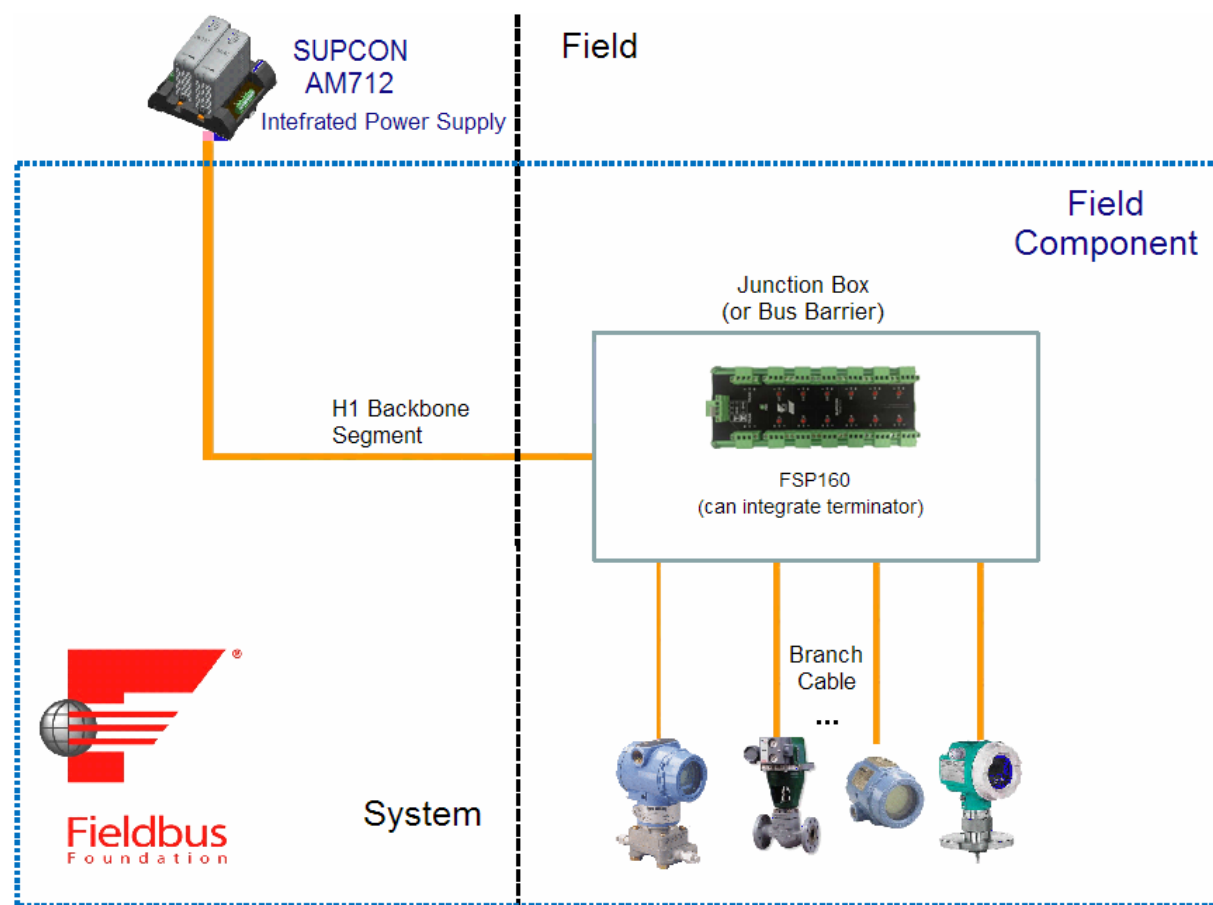 SUPCON
AM712
Intefrated Power Supply
Field
Field
Component
Junction Box
(or Bus Barrier)
H1 Backbone
Segment
FSP160
(can integrate terminator)
Branch
Cable
...
System
®
Fieldbus
Foundation